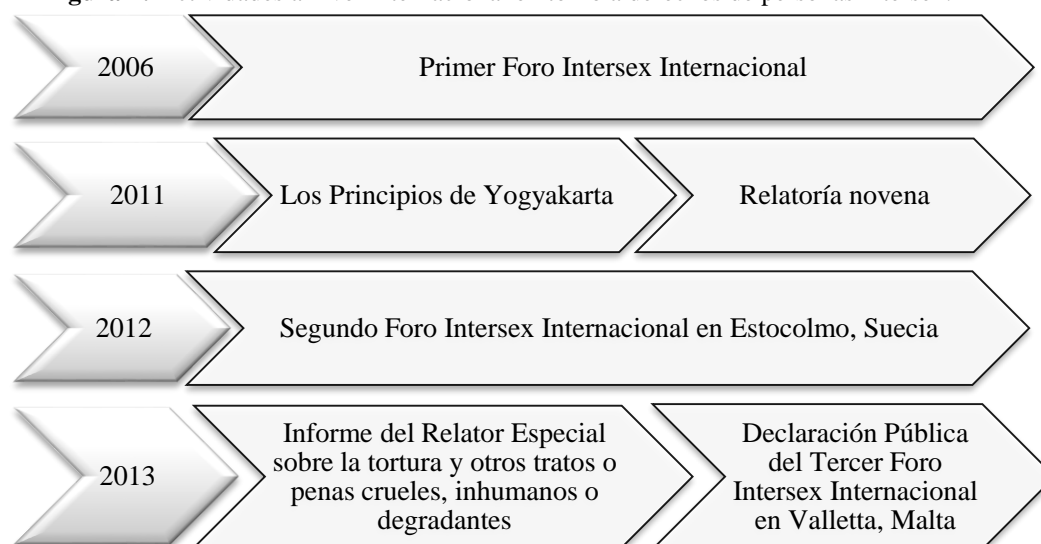 2006
Primer Foro Intersex Internacional
2011
Los Principios de Yogyakarta
Relatoría novena
2012
Segundo Foro Intersex Internacional en Estocolmo, Suecia
2013
Informe del Relator Especial
sobre la tortura y otros tratos o
penas crueles, inhumanos o
degradantes
Declaración Pública
del Tercer Foro
Intersex Internacional
en Valletta, Malta